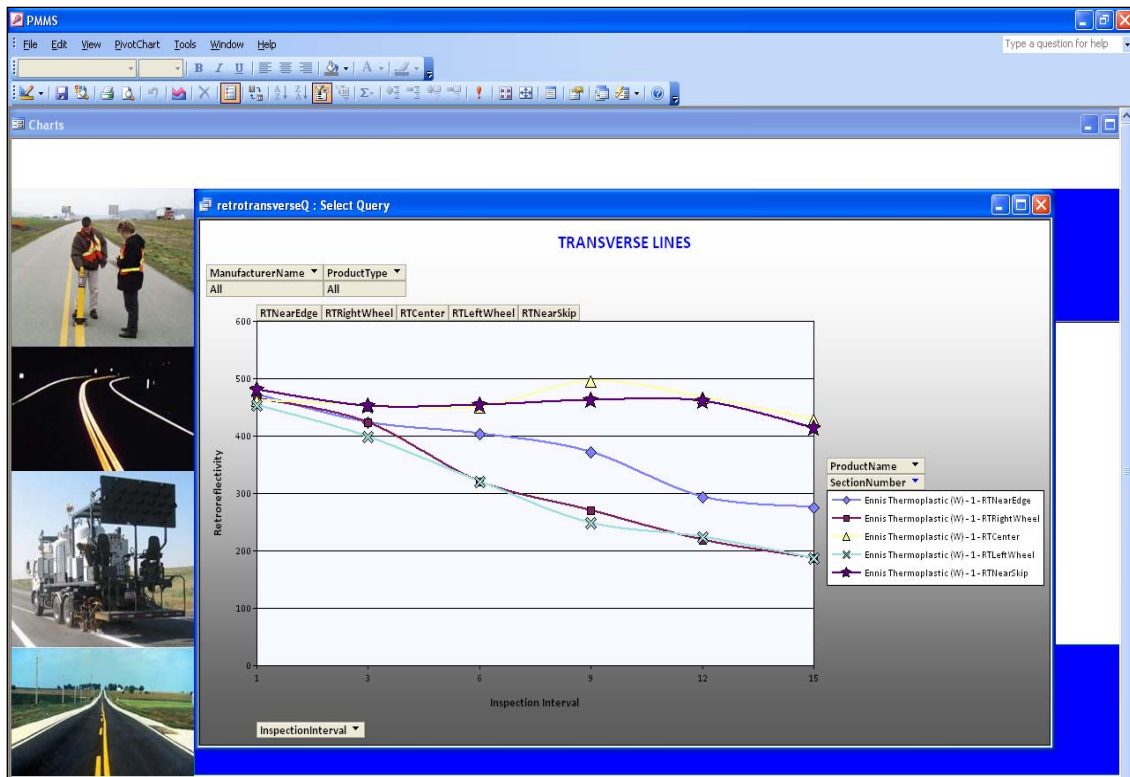 PMMS
File Edit View PivotChart Tools Window Help
Type a question for help
B I U A
Charts
retrotransverseQ : Select Query
TRANSVERSE LINES
ManufacturerName ProductType
All All
RTNearEdge RTRightWheel RTCenter RTLeftWheel RTNearSkip
600
500
400
300
200
100
0
Retroreflectivity
1 3 6 9 12 15
Inspection Interval
InspectionInterval
ProductName
SectionNumber
Ennis Thermoplastic (W) - 1 - RTNearEdge
Ennis Thermoplastic (W) - 1 - RTRightWheel
Ennis Thermoplastic (W) - 1 - RTCenter
Ennis Thermoplastic (W) - 1 - RTLeftWheel
Ennis Thermoplastic (W) - 1 - RTNearSkip